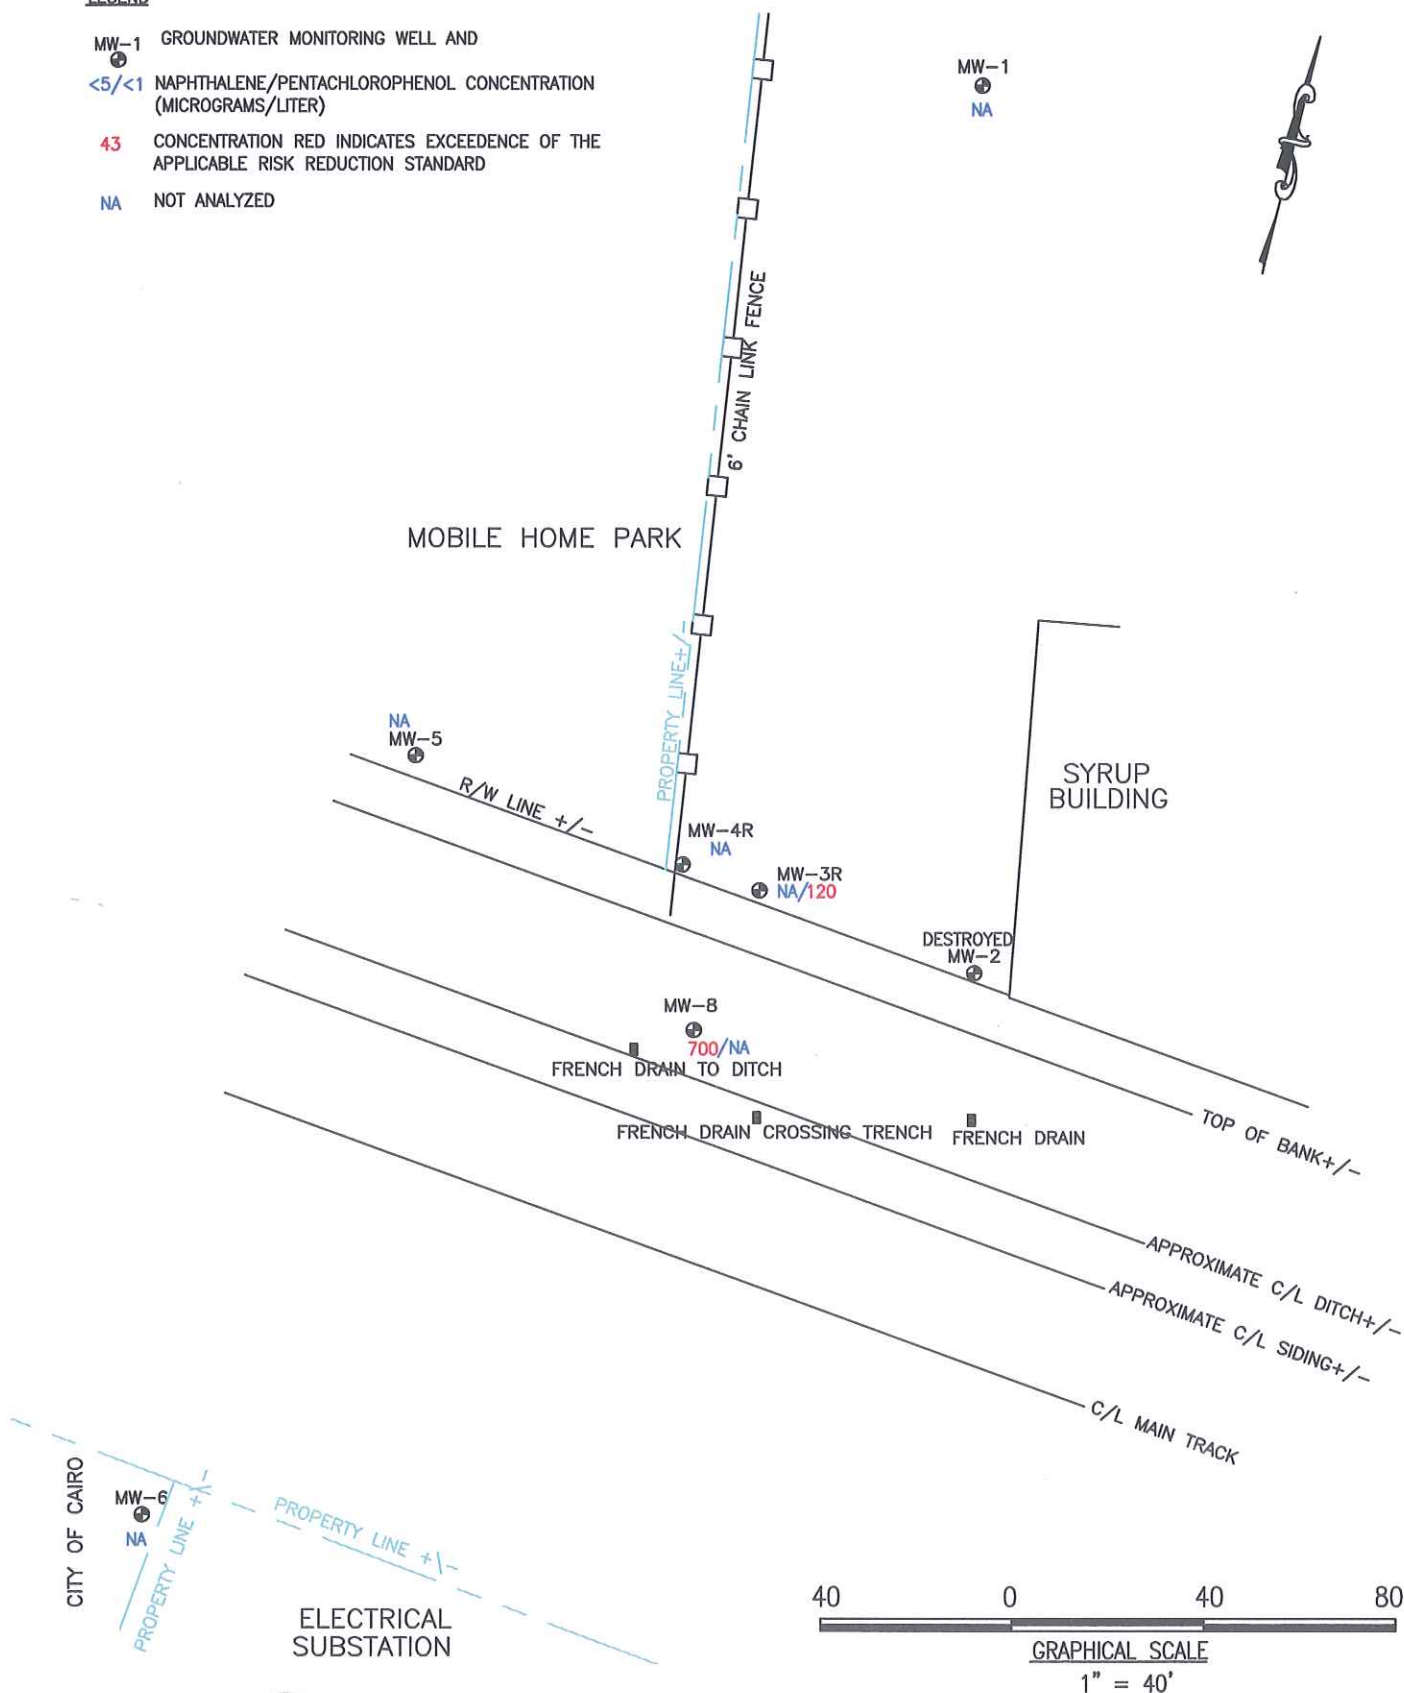 LEGEND
MW-1 GROUNDWATER MONITORING WELL AND
<5/<1 NAPHTHALENE/PENTACHLOROPHENOL CONCENTRATION
(MICROGRAMS/LITER)
43 CONCENTRATION RED INDICATES EXCEEDENCE OF THE
APPLICABLE RISK REDUCTION STANDARD
NA NOT ANALYZED
MW-1
NA
6' CHAIN LINK FENCE
MOBILE HOME PARK
PROPERTY LINE+/-
NA
MW-5
R/W LINE +/-
SYRUP
BUILDING
MW-4R
NA
MW-3R
NA/120
DESTROYED
MW-2
MW-8
700/NA
FRENCH DRAIN TO DITCH
FRENCH DRAIN CROSSING TRENCH
FRENCH DRAIN
TOP OF BANK+/-
APPROXIMATE C/L DITCH+/-
APPROXIMATE C/L SIDING+/-
C/L MAIN TRACK
CITY OF CAIRO
MW-6
NA
PROPERTY LINE +\-
PROPERTY LINE +\-
ELECTRICAL
SUBSTATION
40 0 40 80
GRAPHICAL SCALE
1" = 40'